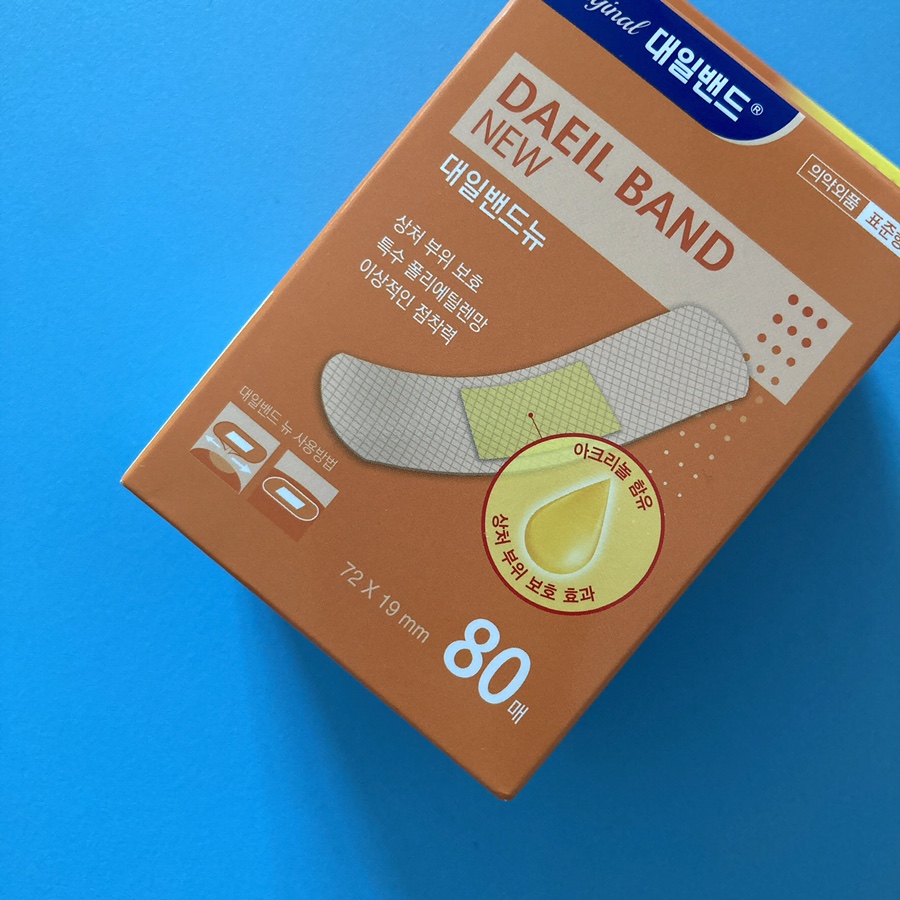 대일밴드®
DAEIL BAND
NEW
대일밴드뉴
의약외품
상처 부위 보호
특수 폴리에틸렌망
이상적인 점착력
대일밴드 뉴 사용방법
아크리놀 함유
상처 부위 보호 효과
72 X 19 mm
80매